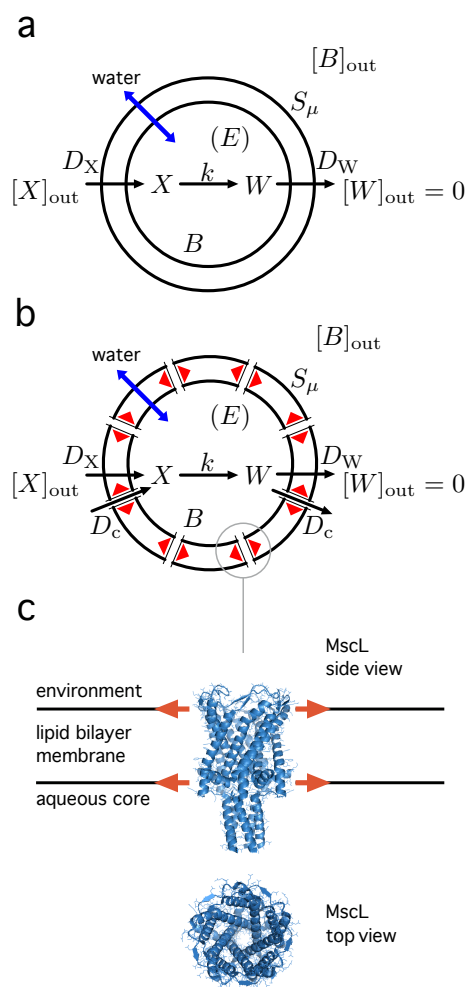 a
[B]out
water
Sμ
(E)
DX
k
DW
[X]out
X
W
[W]out = 0
B
b
[B]out
water
Sμ
(E)
DX
k
DW
[X]out
X
W
[W]out = 0
Dc
B
Dc
c
MscL
side view
environment
lipid bilayer
membrane
aqueous core
MscL
top view